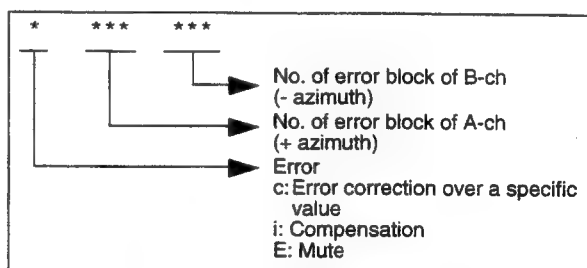 * *** ***
No. of error block of B-ch
(- azimuth)
No. of error block of A-ch
(+ azimuth)
Error
c: Error correction over a specific
value
i: Compensation
E: Mute